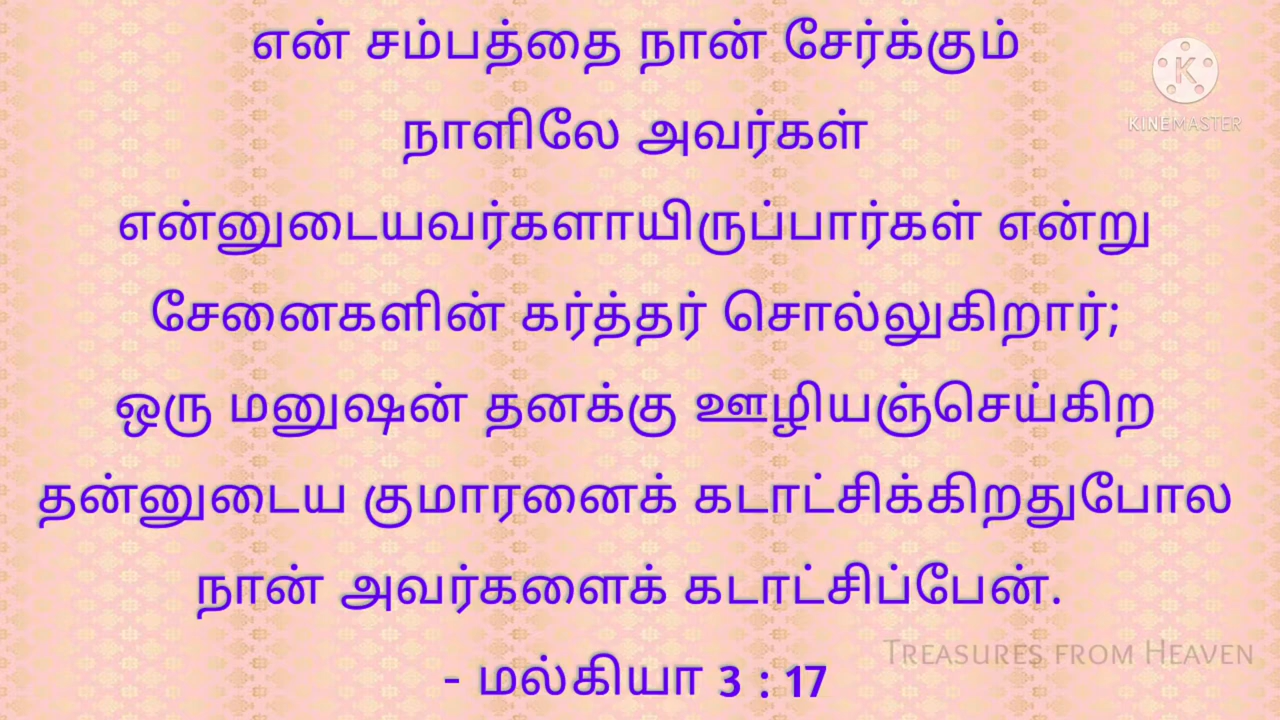 என் சம்பத்தை நான் சேர்க்கும்
நாளிலே அவர்கள்
என்னுடையவர்களாயிருப்பார்கள் என்று
சேனைகளின் கர்த்தர் சொல்லுகிறார்;
ஒரு மனுஷன் தனக்கு ஊழியஞ்செய்கிற
தன்னுடைய குமாரனைக் கடாட்சிக்கிறதுபோல
நான் அவர்களைக் கடாட்சிப்பேன்.
- மல்கியா 3 : 17
K
KINEMASTER
TREASURES FROM HEAVEN